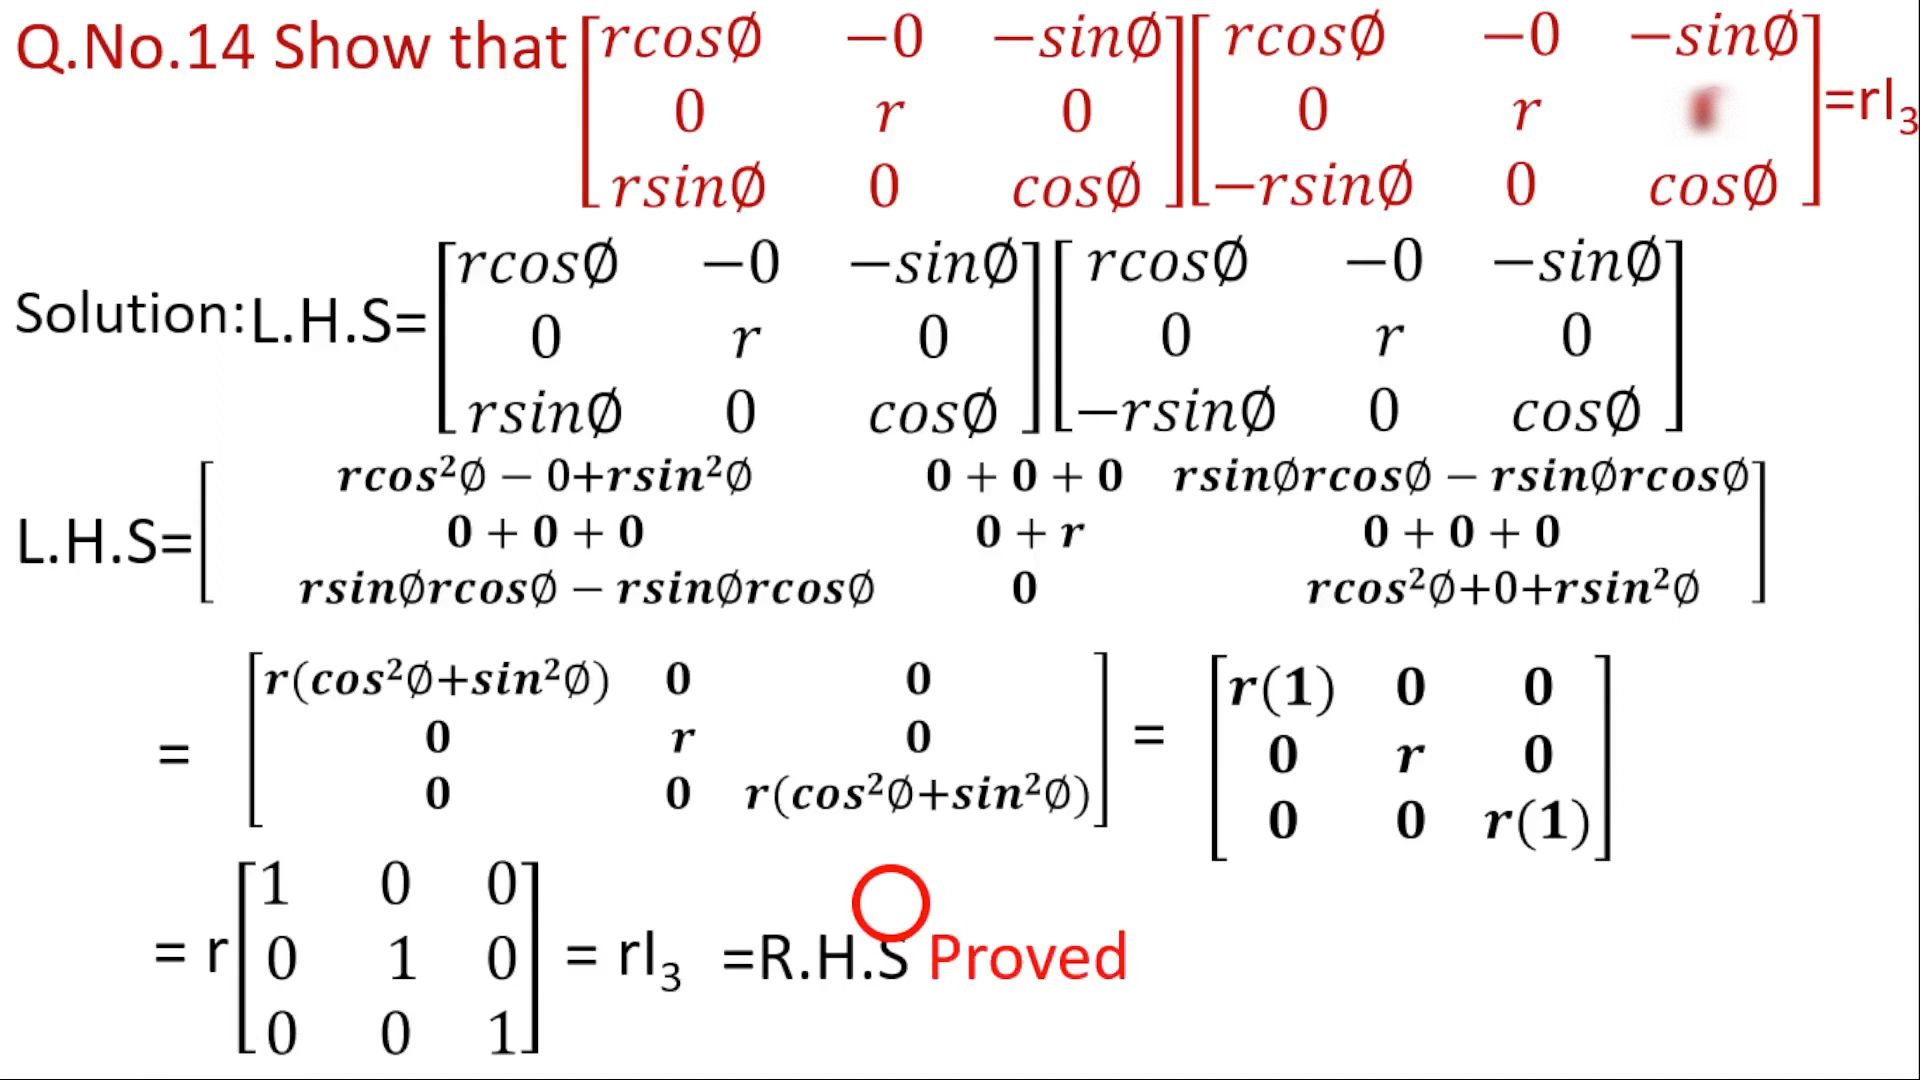 Q.No.14 Show that [rcos∅ −0 −sin∅][rcos∅ −0 −sin∅]
0 r 0 0 r =rI₃
rsin∅ 0 cos∅ −rsin∅ 0 cos∅
rcos∅ −0 −sin∅ rcos∅ −0 −sin∅
Solution: L.H.S= 0 r 0 0 r 0
rsin∅ 0 cos∅ −rsin∅ 0 cos∅
rcos²∅ − 0+rsin²∅ 0 + 0 + 0 rsin∅rcos∅ − rsin∅rcos∅
L.H.S= 0 + 0 + 0 0 + r 0 + 0 + 0
rsin∅rcos∅ − rsin∅rcos∅ 0 rcos²∅+0+rsin²∅
r(cos²∅+sin²∅) 0 0 r(1) 0 0
= 0 r 0 = 0 r 0
0 0 r(cos²∅+sin²∅) 0 0 r(1)
1 0 0
= r 0 1 0 = rI₃ =R.H.S Proved
0 0 1